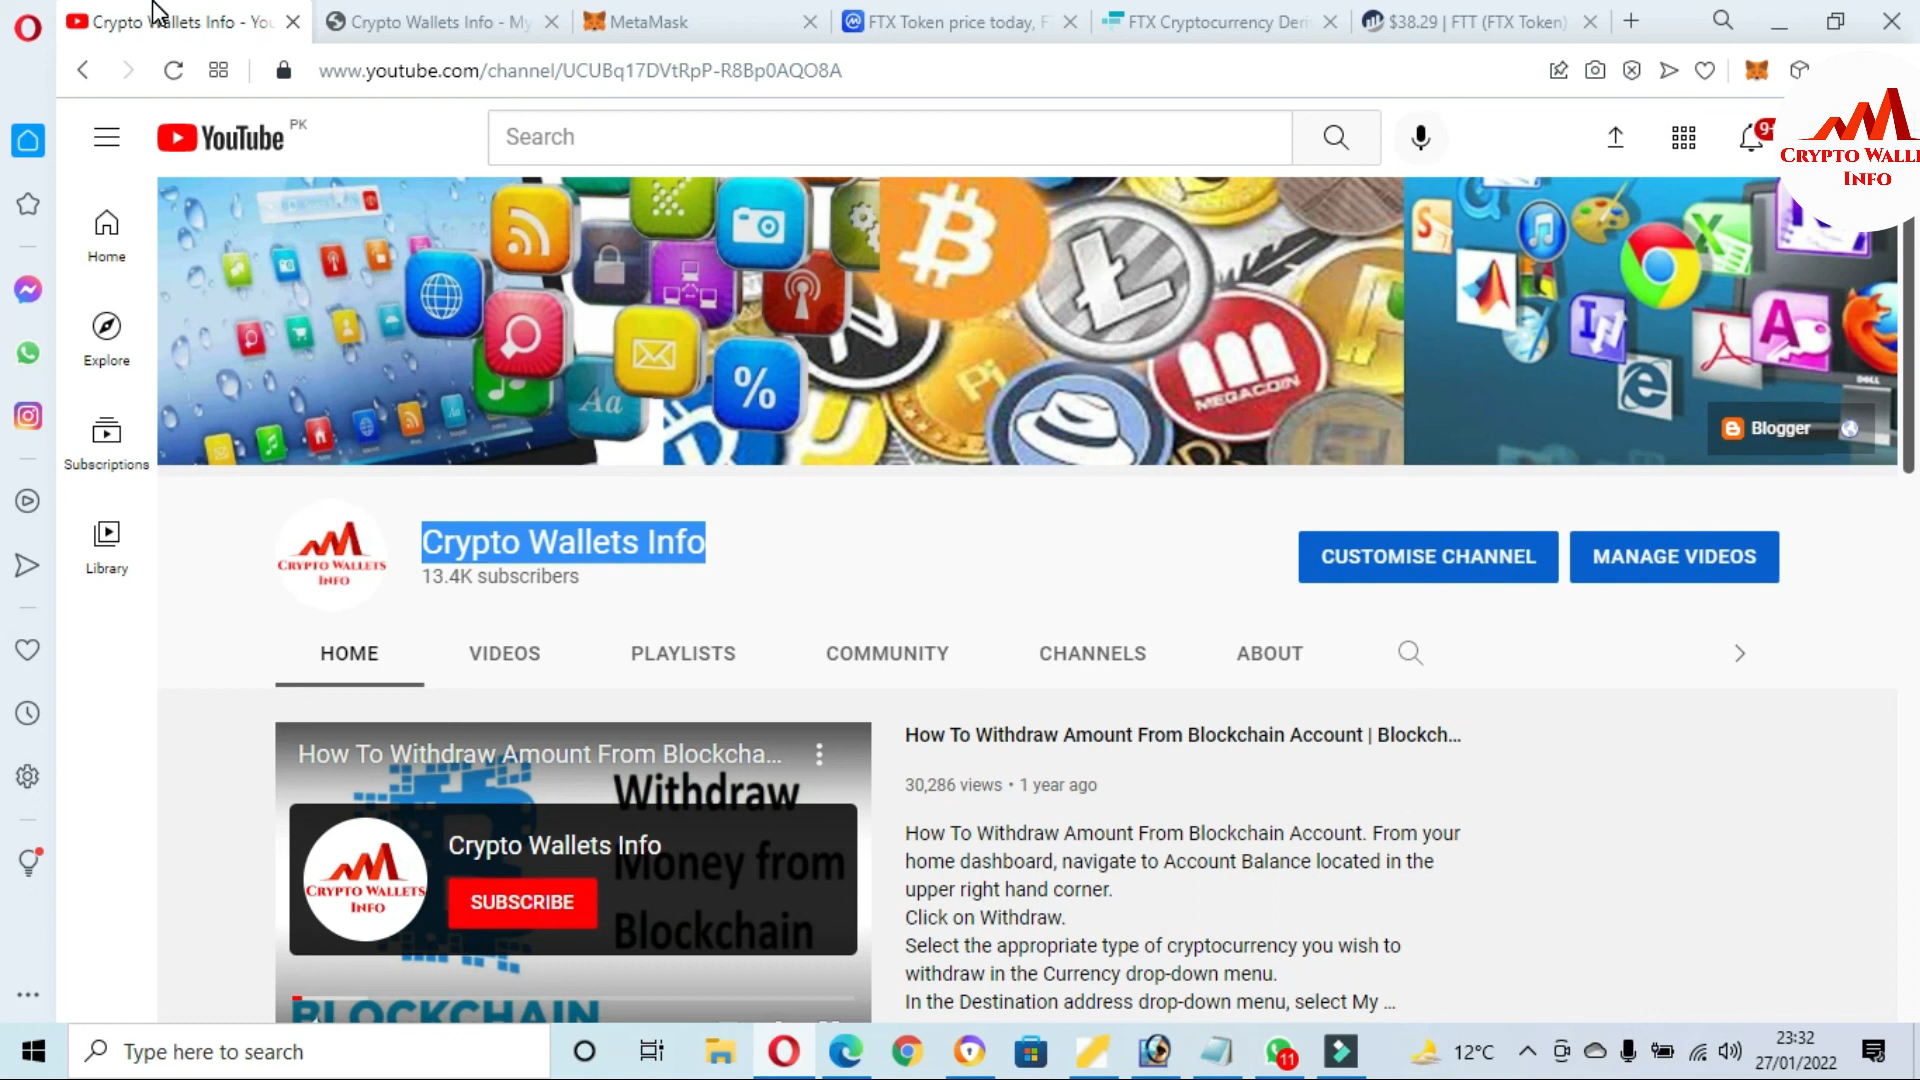 Crypto Wallets Info - You
Crypto Wallets Info - My
MetaMask
FTX Token price today, F
FTX Cryptocurrency Deri
$38.29 | FTT (FTX Token)
www.youtube.com/channel/UCUBq17DVtRpP-R8Bp0AQO8A
YouTube PK
Search
9+
CRYPTO WALLE
INFO
Home
Explore
Subscriptions
Library
Aa
%
MEGACOIN
DELL
Blogger
CRYPTO WALLETS
INFO
Crypto Wallets Info
13.4K subscribers
CUSTOMISE CHANNEL
MANAGE VIDEOS
HOME
VIDEOS
PLAYLISTS
COMMUNITY
CHANNELS
ABOUT
How To Withdraw Amount From Blockcha...
Withdraw
Money from
Blockchain
Crypto Wallets Info
SUBSCRIBE
CRYPTO WALLETS
INFO
BLOCKCHAIN
How To Withdraw Amount From Blockchain Account | Blockch...
30,286 views • 1 year ago
How To Withdraw Amount From Blockchain Account. From your
home dashboard, navigate to Account Balance located in the
upper right hand corner.
Click on Withdraw.
Select the appropriate type of cryptocurrency you wish to
withdraw in the Currency drop-down menu.
In the Destination address drop-down menu, select My ...
Type here to search
11
12°C
23:32
27/01/2022